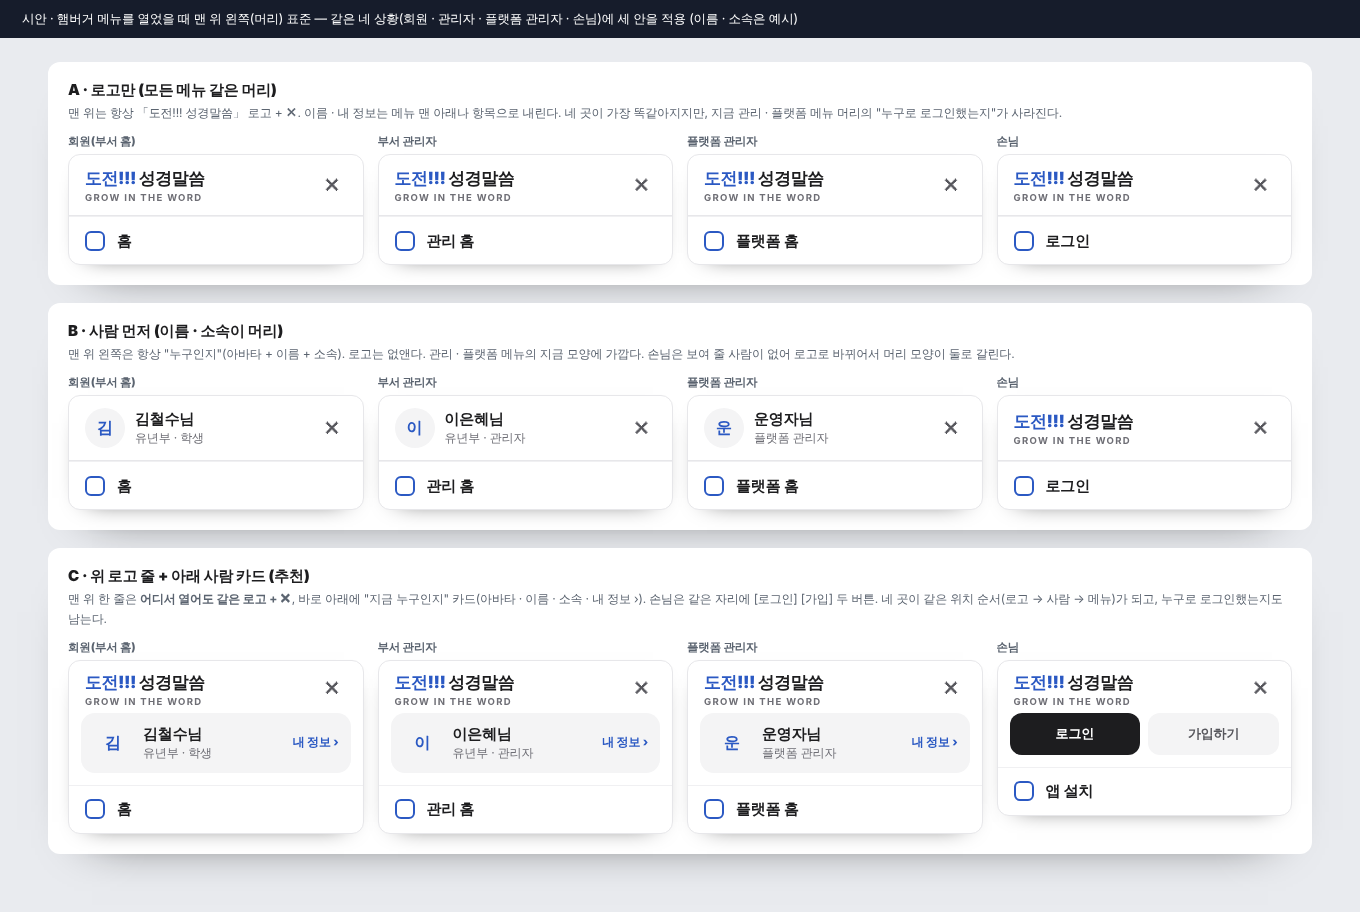 시안 · 햄버거 메뉴를 열었을 때 맨 위 왼쪽(머리) 표준 — 같은 네 상황(회원 · 관리자 · 플랫폼 관리자 · 손님)에 세 안을 적용 (이름 · 소속은 예시)
A · 로고만 (모든 메뉴 같은 머리)
맨 위는 항상 「도전!!! 성경말씀」 로고 + ✕. 이름 · 내 정보는 메뉴 맨 아래나 항목으로 내린다. 네 곳이 가장 똑같아지지만, 지금 관리 · 플랫폼 메뉴 머리의 "누구로 로그인했는지"가 사라진다.
회원(부서 홈) 부서 관리자 플랫폼 관리자 손님
도전!!! 성경말씀 ✕ 도전!!! 성경말씀 ✕ 도전!!! 성경말씀 ✕ 도전!!! 성경말씀 ✕
GROW IN THE WORD GROW IN THE WORD GROW IN THE WORD GROW IN THE WORD
홈 관리 홈 플랫폼 홈 로그인
B · 사람 먼저 (이름 · 소속이 머리)
맨 위 왼쪽은 항상 "누구인지"(아바타 + 이름 + 소속). 로고는 없앤다. 관리 · 플랫폼 메뉴의 지금 모양에 가깝다. 손님은 보여 줄 사람이 없어 로고로 바뀌어서 머리 모양이 둘로 갈린다.
회원(부서 홈) 부서 관리자 플랫폼 관리자 손님
김 김철수님 ✕ 이 이은혜님 ✕ 운 운영자님 ✕ 도전!!! 성경말씀 ✕
유년부 · 학생 유년부 · 관리자 플랫폼 관리자 GROW IN THE WORD
홈 관리 홈 플랫폼 홈 로그인
C · 위 로고 줄 + 아래 사람 카드 (추천)
맨 위 한 줄은 어디서 열어도 같은 로고 + ✕, 바로 아래에 "지금 누구인지" 카드(아바타 · 이름 · 소속 · 내 정보 ›). 손님은 같은 자리에 [로그인] [가입] 두 버튼. 네 곳이 같은 위치 순서(로고 → 사람 → 메뉴)가 되고, 누구로 로그인했는지도
남는다.
회원(부서 홈) 부서 관리자 플랫폼 관리자 손님
도전!!! 성경말씀 ✕ 도전!!! 성경말씀 ✕ 도전!!! 성경말씀 ✕ 도전!!! 성경말씀 ✕
GROW IN THE WORD GROW IN THE WORD GROW IN THE WORD GROW IN THE WORD
김 김철수님 내 정보 › 이 이은혜님 내 정보 › 운 운영자님 내 정보 › 로그인 가입하기
유년부 · 학생 유년부 · 관리자 플랫폼 관리자
홈 관리 홈 플랫폼 홈 앱 설치